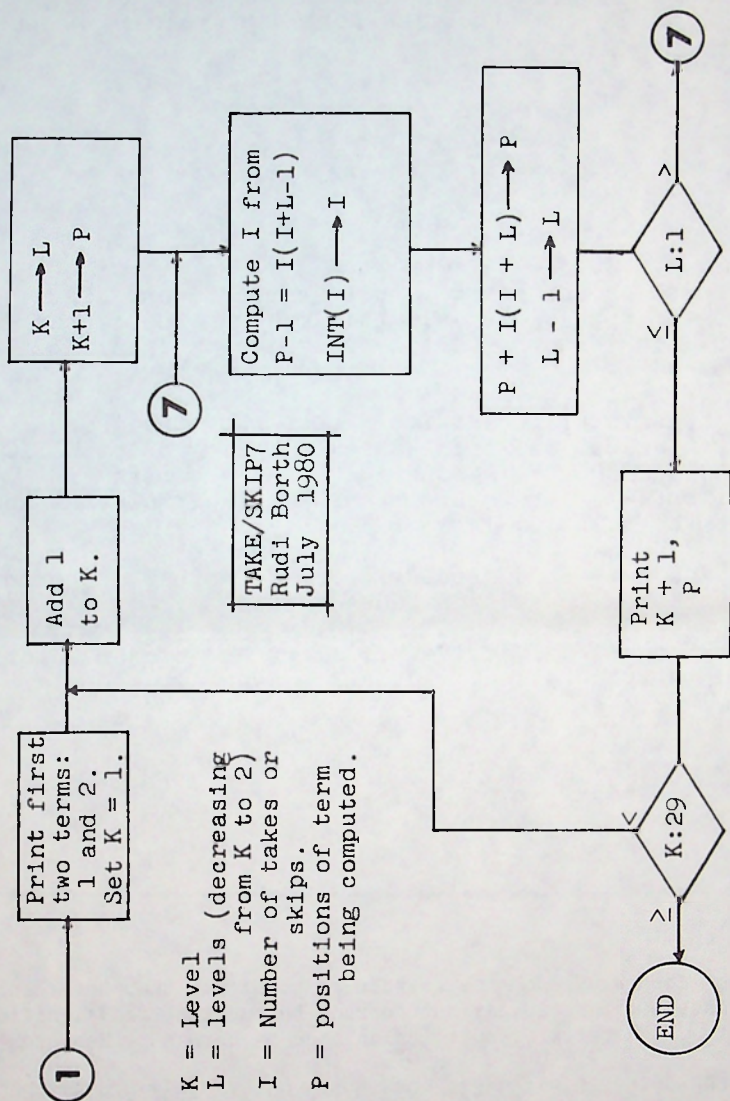 1
Print first
two terms:
1 and 2.
Set K = 1.
Add 1
to K.
K → L
K+1 → P
7
Compute I from
P-1 = I(I+L-1)
INT(I) → I
P + I(I + L) → P
L - 1 → L
L:1
>
≤
7
Print
K + 1,
P
K:29
<
≥
END
TAKE/SKIP7
Rudi Borth
July 1980
K = Level
L = levels (decreasing
from K to 2)
I = Number of takes or
skips.
P = positions of term
being computed.